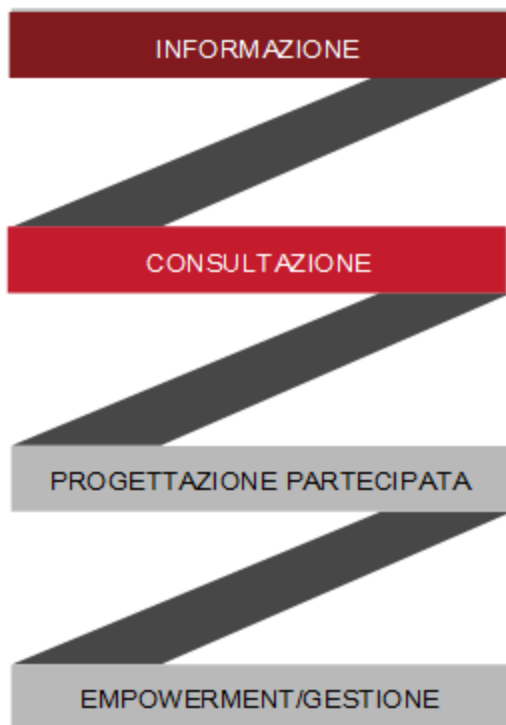 INFORMAZIONE
CONSULTAZIONE
PROGETTAZIONE PARTECIPATA
EMPOWERMENT/GESTIONE